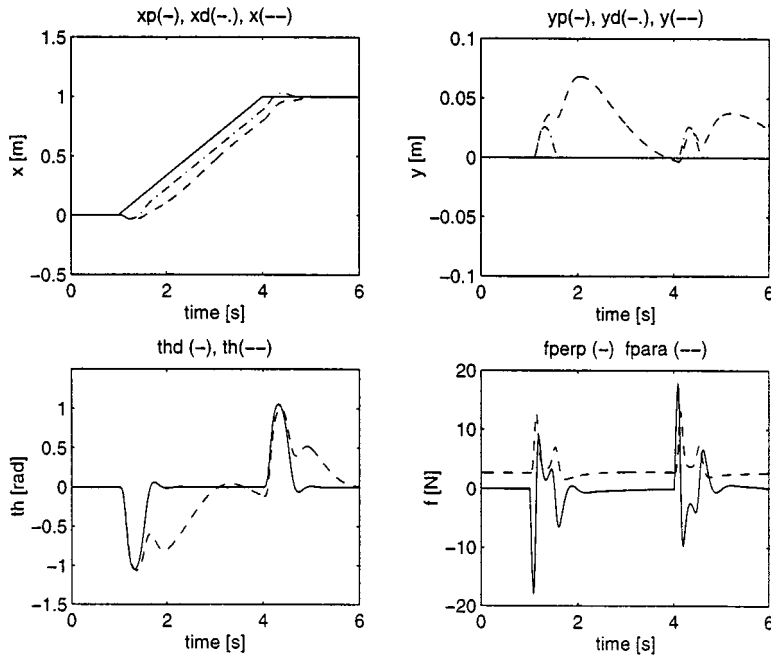 xp(-), xd(-.), x(--)
1.5
1
0.5
0
-0.5
x [m]
0 2 4 6
time [s]
yp(-), yd(-.), y(--)
0.1
0.05
0
-0.05
-0.1
y [m]
0 2 4 6
time [s]
thd (-), th(--)
1
0.5
0
-0.5
-1
-1.5
th [rad]
0 2 4 6
time [s]
fperp (-) fpara (--)
20
10
0
-10
-20
f [N]
0 2 4 6
time [s]